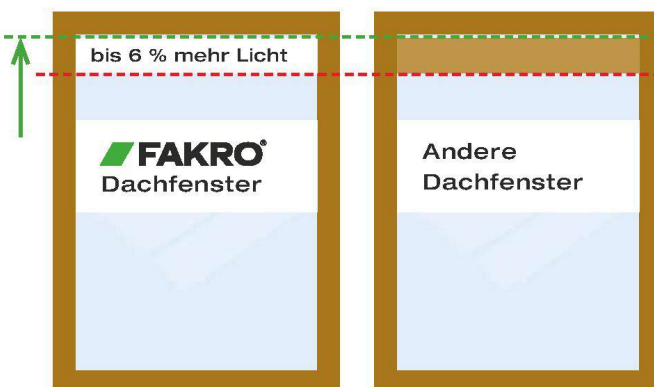 bis 6 % mehr Licht
FAKRO®
Dachfenster
Andere
Dachfenster